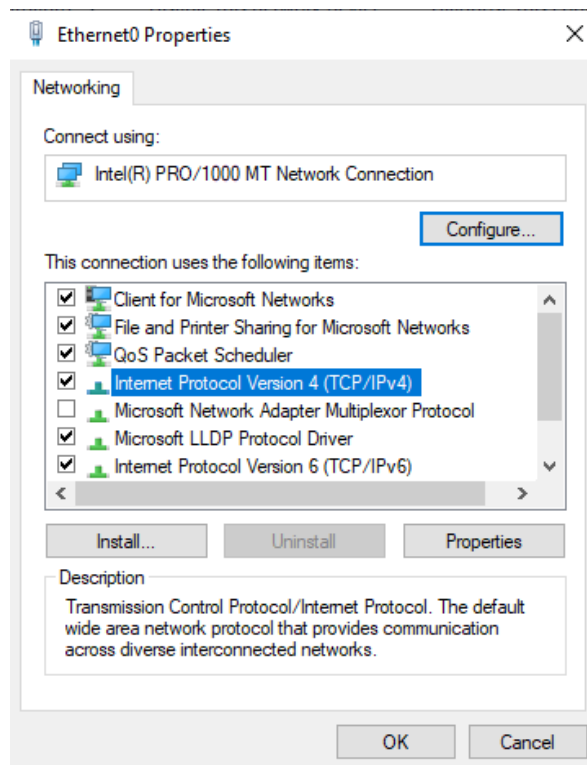 Ethernet0 Properties
Networking
Connect using:
Intel(R) PRO/1000 MT Network Connection
Configure...
This connection uses the following items:
Client for Microsoft Networks
File and Printer Sharing for Microsoft Networks
QoS Packet Scheduler
Internet Protocol Version 4 (TCP/IPv4)
Microsoft Network Adapter Multiplexor Protocol
Microsoft LLDP Protocol Driver
Internet Protocol Version 6 (TCP/IPv6)
Install... Uninstall Properties
Description
Transmission Control Protocol/Internet Protocol. The default
wide area network protocol that provides communication
across diverse interconnected networks.
OK Cancel